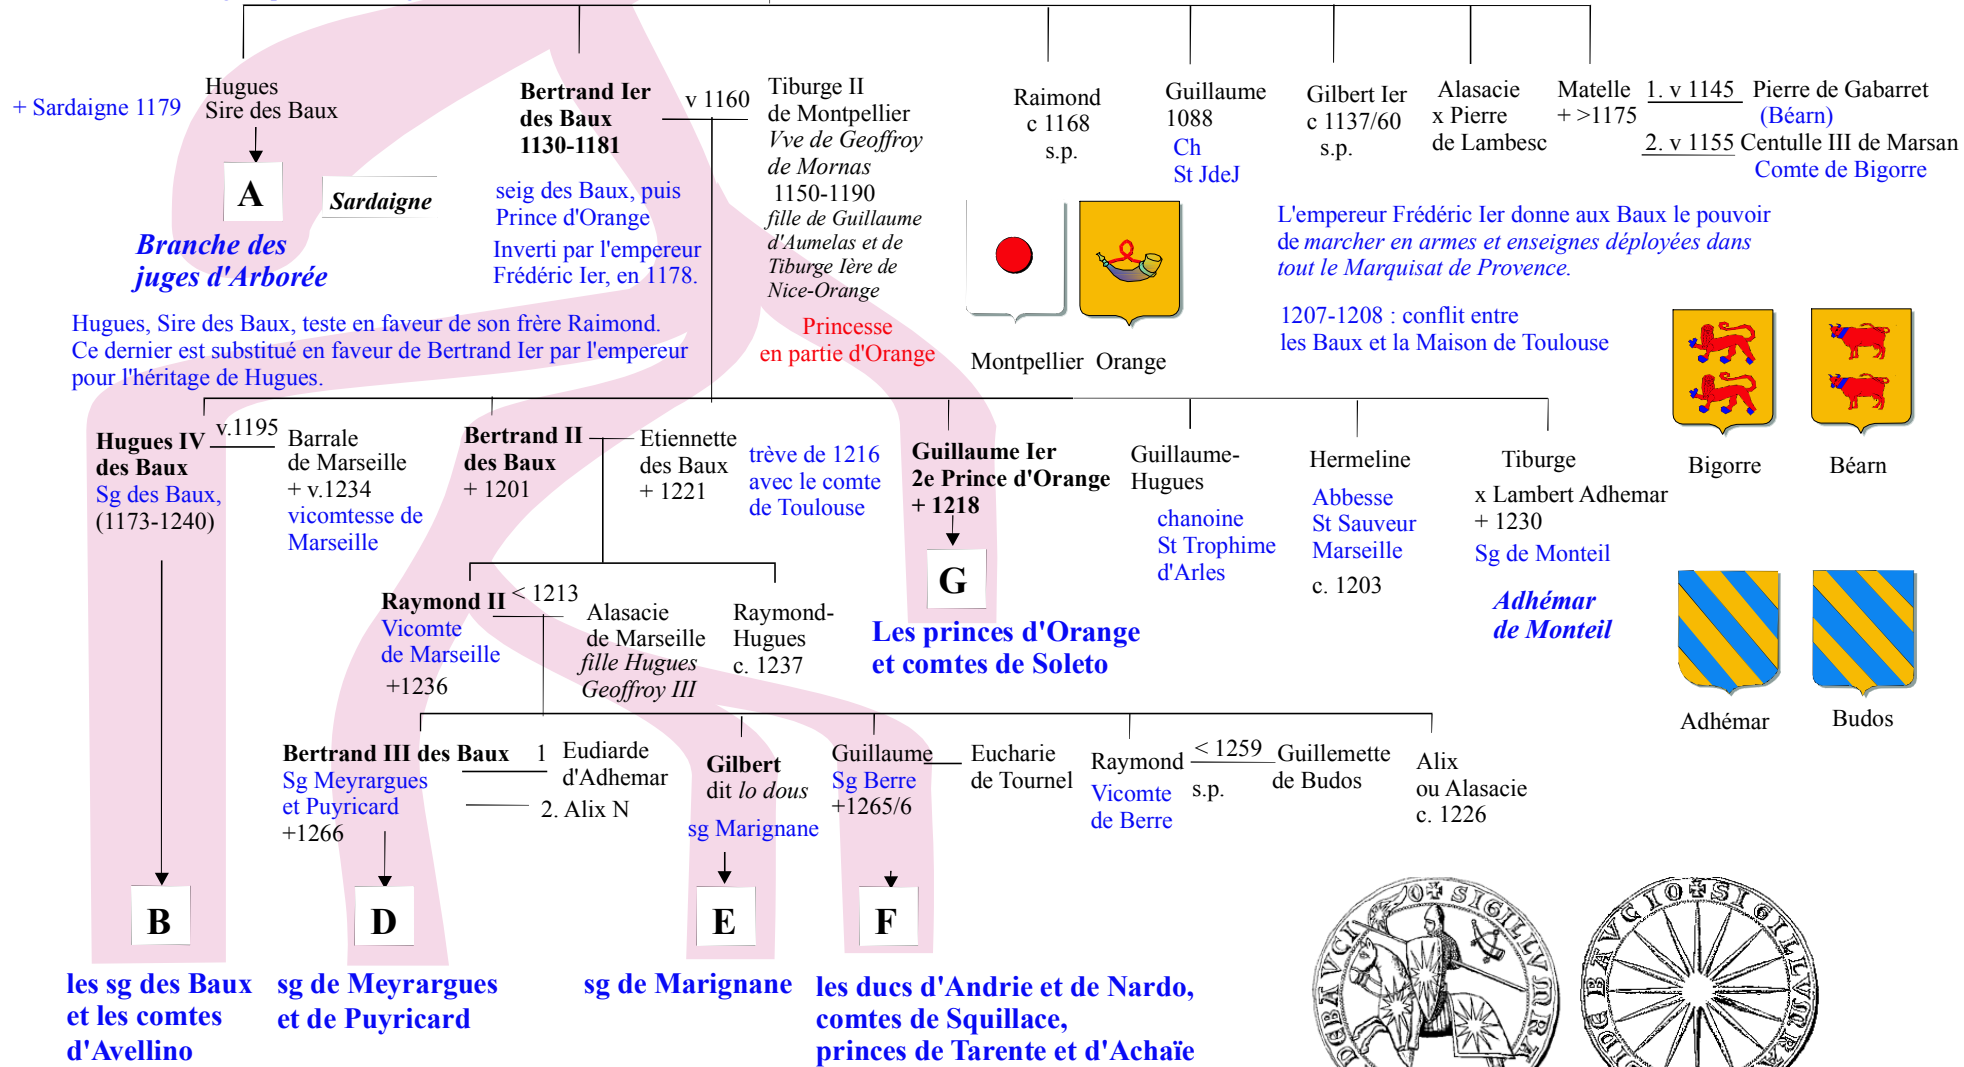 + Sardaigne 1179
Hugues
Sire des Baux
A
Sardaigne
Branche des
juges d'Arborée
Bertrand Ier
des Baux
1130-1181
seig des Baux, puis
Prince d'Orange
Inverti par l'empereur
Frédéric Ier, en 1178.
v 1160
Tiburge II
de Montpellier
Vve de Geoffroy
de Mornas
1150-1190
fille de Guillaume
d'Aumelas et de
Tiburge Ière de
Nice-Orange
Princesse
en partie d'Orange
Raimond
c 1168
s.p.
Guillaume
1088
Ch
St JdeJ
Gilbert Ier
c 1137/60
s.p.
Alasacie
x Pierre
de Lambesc
Matelle
+ >1175
1. v 1145
Pierre de Gabarret
(Béarn)
2. v 1155
Centulle III de Marsan
Comte de Bigorre
Montpellier
Orange
L'empereur Frédéric Ier donne aux Baux le pouvoir
de marcher en armes et enseignes déployées dans
tout le Marquisat de Provence.
1207-1208 : conflit entre
les Baux et la Maison de Toulouse
Bigorre
Béarn
Hugues, Sire des Baux, teste en faveur de son frère Raimond.
Ce dernier est substitué en faveur de Bertrand Ier par l'empereur
pour l'héritage de Hugues.
Hugues IV
des Baux
Sg des Baux,
(1173-1240)
v.1195
Barrale
de Marseille
+ v.1234
vicomtesse de
Marseille
Bertrand II
des Baux
+ 1201
Etiennette
des Baux
+ 1221
trève de 1216
avec le comte
de Toulouse
Guillaume Ier
2e Prince d'Orange
+ 1218
G
Les princes d'Orange
et comtes de Soleto
Guillaume-
Hugues
chanoine
St Trophime
d'Arles
Hermeline
Abbesse
St Sauveur
Marseille
c. 1203
Tiburge
x Lambert Adhemar
+ 1230
Sg de Monteil
Adhémar
de Monteil
Adhémar
Budos
Raymond II
Vicomte
de Marseille
+1236
< 1213
Alasacie
de Marseille
fille Hugues
Geoffroy III
Raymond-
Hugues
c. 1237
Bertrand III des Baux
Sg Meyrargues
et Puyricard
+1266
1
Eudiarde
d'Adhemar
2. Alix N
Gilbert
dit lo dous
sg Marignane
Guillaume
Sg Berre
+1265/6
Eucharie
de Tournel
Raymond
Vicomte
de Berre
< 1259
s.p.
Guillemette
de Budos
Alix
ou Alasacie
c. 1226
B
D
E
F
les sg des Baux
et les comtes
d'Avellino
sg de Meyrargues
et de Puyricard
sg de Marignane
les ducs d'Andrie et de Nardo,
comtes de Squillace,
princes de Tarente et d'Achaïe